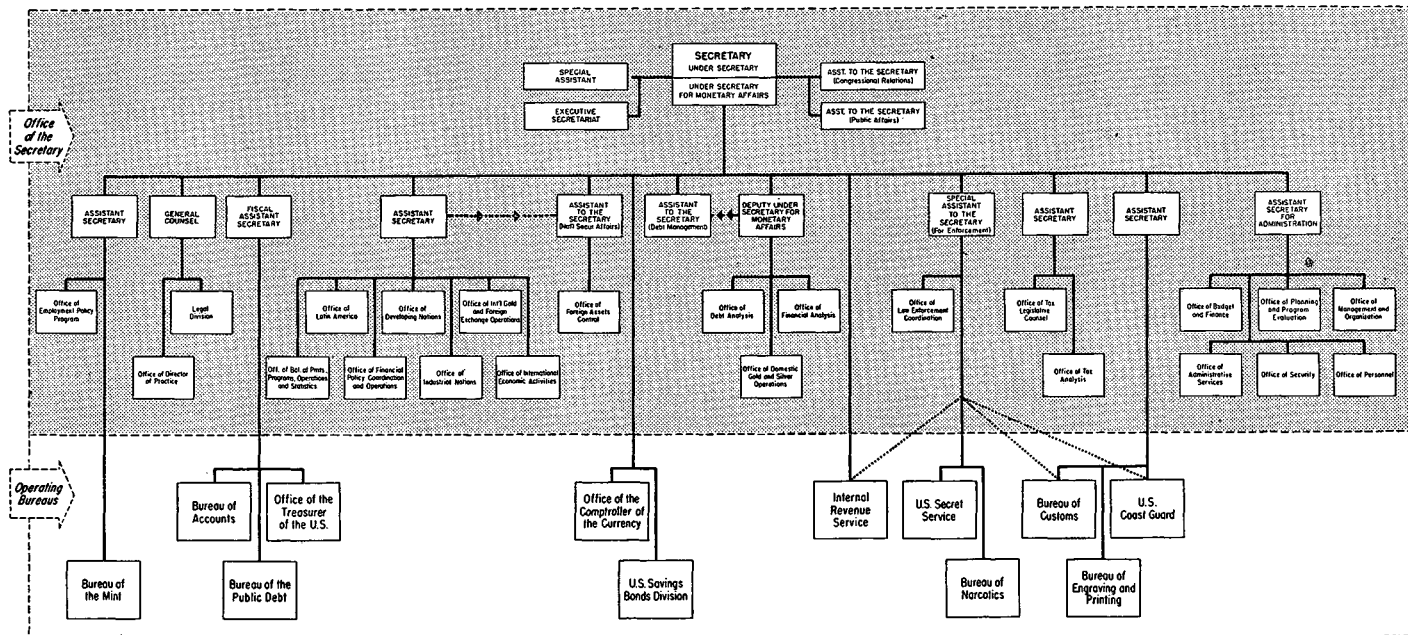 SECRETARY
UNDER SECRETARY
UNDER SECRETARY
FOR MONETARY AFFAIRS
SPECIAL
ASSISTANT
EXECUTIVE
SECRETARIAT
ASST. TO THE SECRETARY
(Congressional Relations)
ASST. TO THE SECRETARY
(Public Affairs)
Office
of the
Secretary
ASSISTANT
SECRETARY
GENERAL
COUNSEL
FISCAL
ASSISTANT
SECRETARY
ASSISTANT
SECRETARY
ASSISTANT
TO THE
SECRETARY
(Nat'l Secur. Affairs)
ASSISTANT
TO THE
SECRETARY
(Debt Management)
DEPUTY UNDER
SECRETARY FOR
MONETARY
AFFAIRS
SPECIAL
ASSISTANT
TO THE
SECRETARY
(For Enforcement)
ASSISTANT
SECRETARY
ASSISTANT
SECRETARY
ASSISTANT
SECRETARY
FOR
ADMINISTRATION
Office of
Employment Policy
Program
Legal
Division
Office of Director
of Practice
Office of
Latin America
Office of
Developing Nations
Office of Int'l Gold
and Foreign
Exchange Operations
Off. of Bal. of Pmts.
Programs, Operations
and Statistics
Office of Financial
Policy Coordination
and Operations
Office of
Industrial Nations
Office of International
Economic Activities
Office of
Foreign Assets
Control
Office of
Debt Analysis
Office of
Financial Analysis
Office of Domestic
Gold and Silver
Operations
Office of
Law Enforcement
Coordination
Office of Tax
Legislative
Counsel
Office of
Tax Analysis
Office of Budget
and Finance
Office of Planning
and Program
Evaluation
Office of
Management and
Organization
Office of
Administrative
Services
Office of Security
Office of Personnel
Operating
Bureaus
Bureau of
the Mint
Bureau of
Accounts
Office of the
Treasurer
of the U.S.
Bureau of the
Public Debt
Office of the
Comptroller of
the Currency
U.S. Savings
Bonds Division
Internal
Revenue
Service
U.S. Secret
Service
Bureau of
Narcotics
Bureau of
Customs
Bureau of
Engraving and
Printing
U.S.
Coast Guard